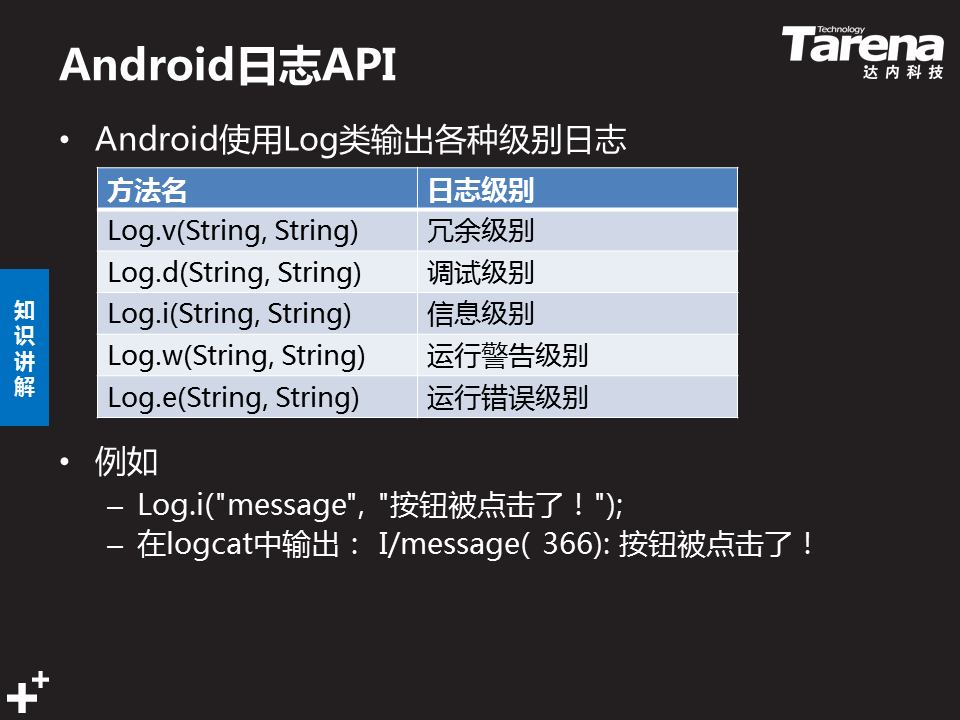 Android日志API
Technology
Tarena
达内科技
• Android使用Log类输出各种级别日志
方法名 日志级别
Log.v(String, String) 冗余级别
Log.d(String, String) 调试级别
Log.i(String, String) 信息级别
Log.w(String, String) 运行警告级别
Log.e(String, String) 运行错误级别
知
识
讲
解
• 例如
– Log.i("message", "按钮被点击了！");
– 在logcat中输出： I/message( 366): 按钮被点击了！